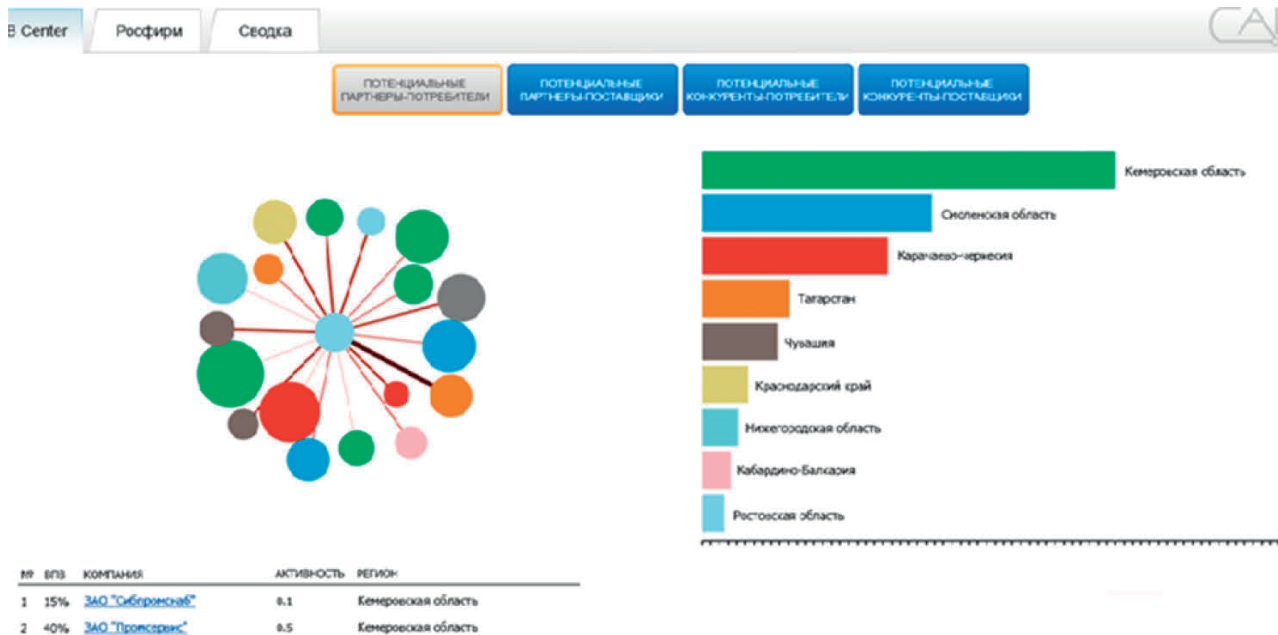 B Center
Росфирм
Сводка
CA
ПОТЕНЦИАЛЬНЫЕ
ПАРТНЕРЫ-ПОТРЕБИТЕЛИ
ПОТЕНЦИАЛЬНЫЕ
ПАРТНЕРЫ-ПОСТАВЩИКИ
ПОТЕНЦИАЛЬНЫЕ
КОНКУРЕНТЫ-ПОТРЕБИТЕЛИ
ПОТЕНЦИАЛЬНЫЕ
КОНКУРЕНТЫ-ПОСТАВЩИКИ
Кемеровская область
Смоленская область
Карачаево-черкесия
Татарстан
Чувашия
Краснодарский край
Нижегородская область
Кабардино-Балкария
Ростовская область
№ ВПЗ КОМПАНИЯ АКТИВНОСТЬ РЕГИОН
1 15% ЗАО "Сибпромснаб" 0.1 Кемеровская область
2 40% ЗАО "Промсервис" 0.5 Кемеровская область